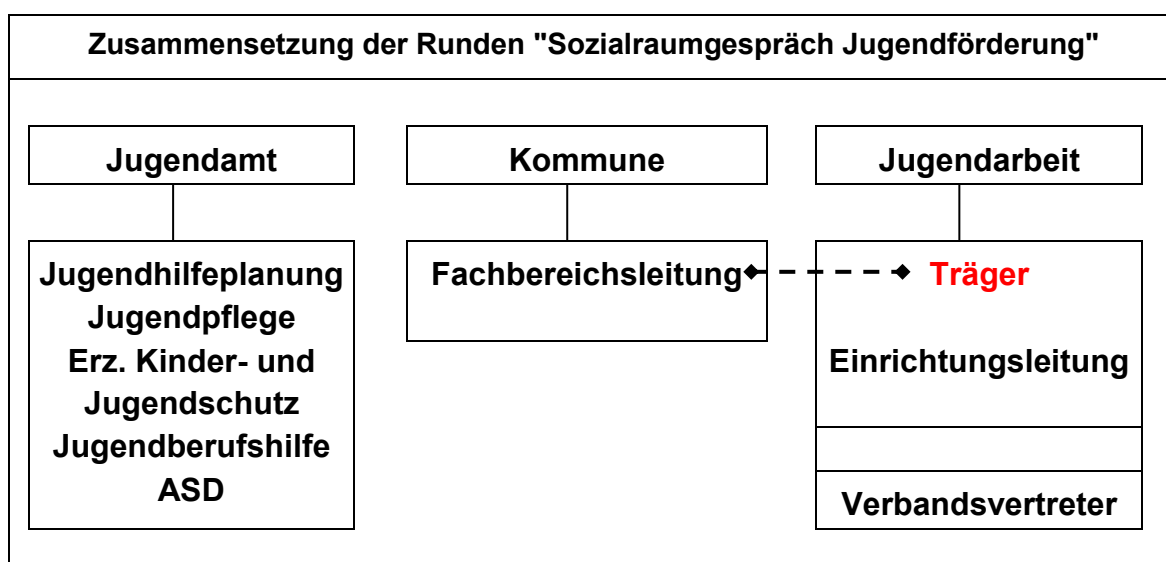 Zusammensetzung der Runden "Sozialraumgespräch Jugendförderung"
Jugendamt
Jugendhilfeplanung
Jugendpflege
Erz. Kinder- und
Jugendschutz
Jugendberufshilfe
ASD
Kommune
Fachbereichsleitung
Jugendarbeit
Träger
Einrichtungsleitung
Verbandsvertreter